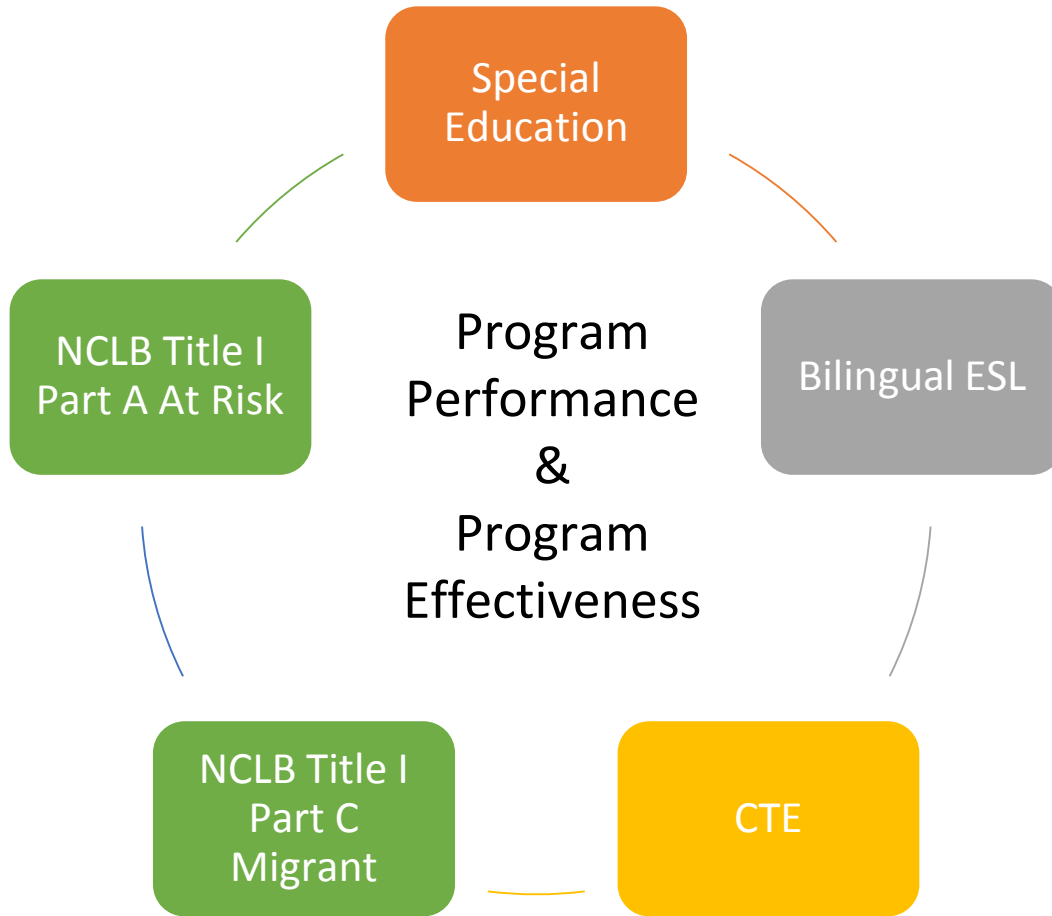 Special
Education
NCLB Title I
Part A At Risk
Program
Performance
&
Program
Effectiveness
Bilingual ESL
NCLB Title I
Part C
Migrant
CTE